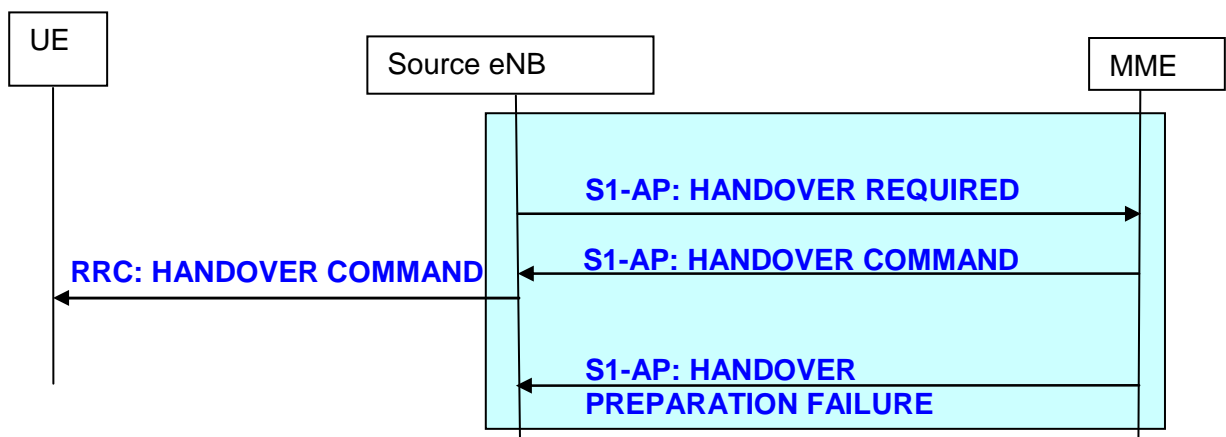 UE
Source eNB
MME
S1-AP: HANDOVER REQUIRED
S1-AP: HANDOVER COMMAND
RRC: HANDOVER COMMAND
S1-AP: HANDOVER
PREPARATION FAILURE